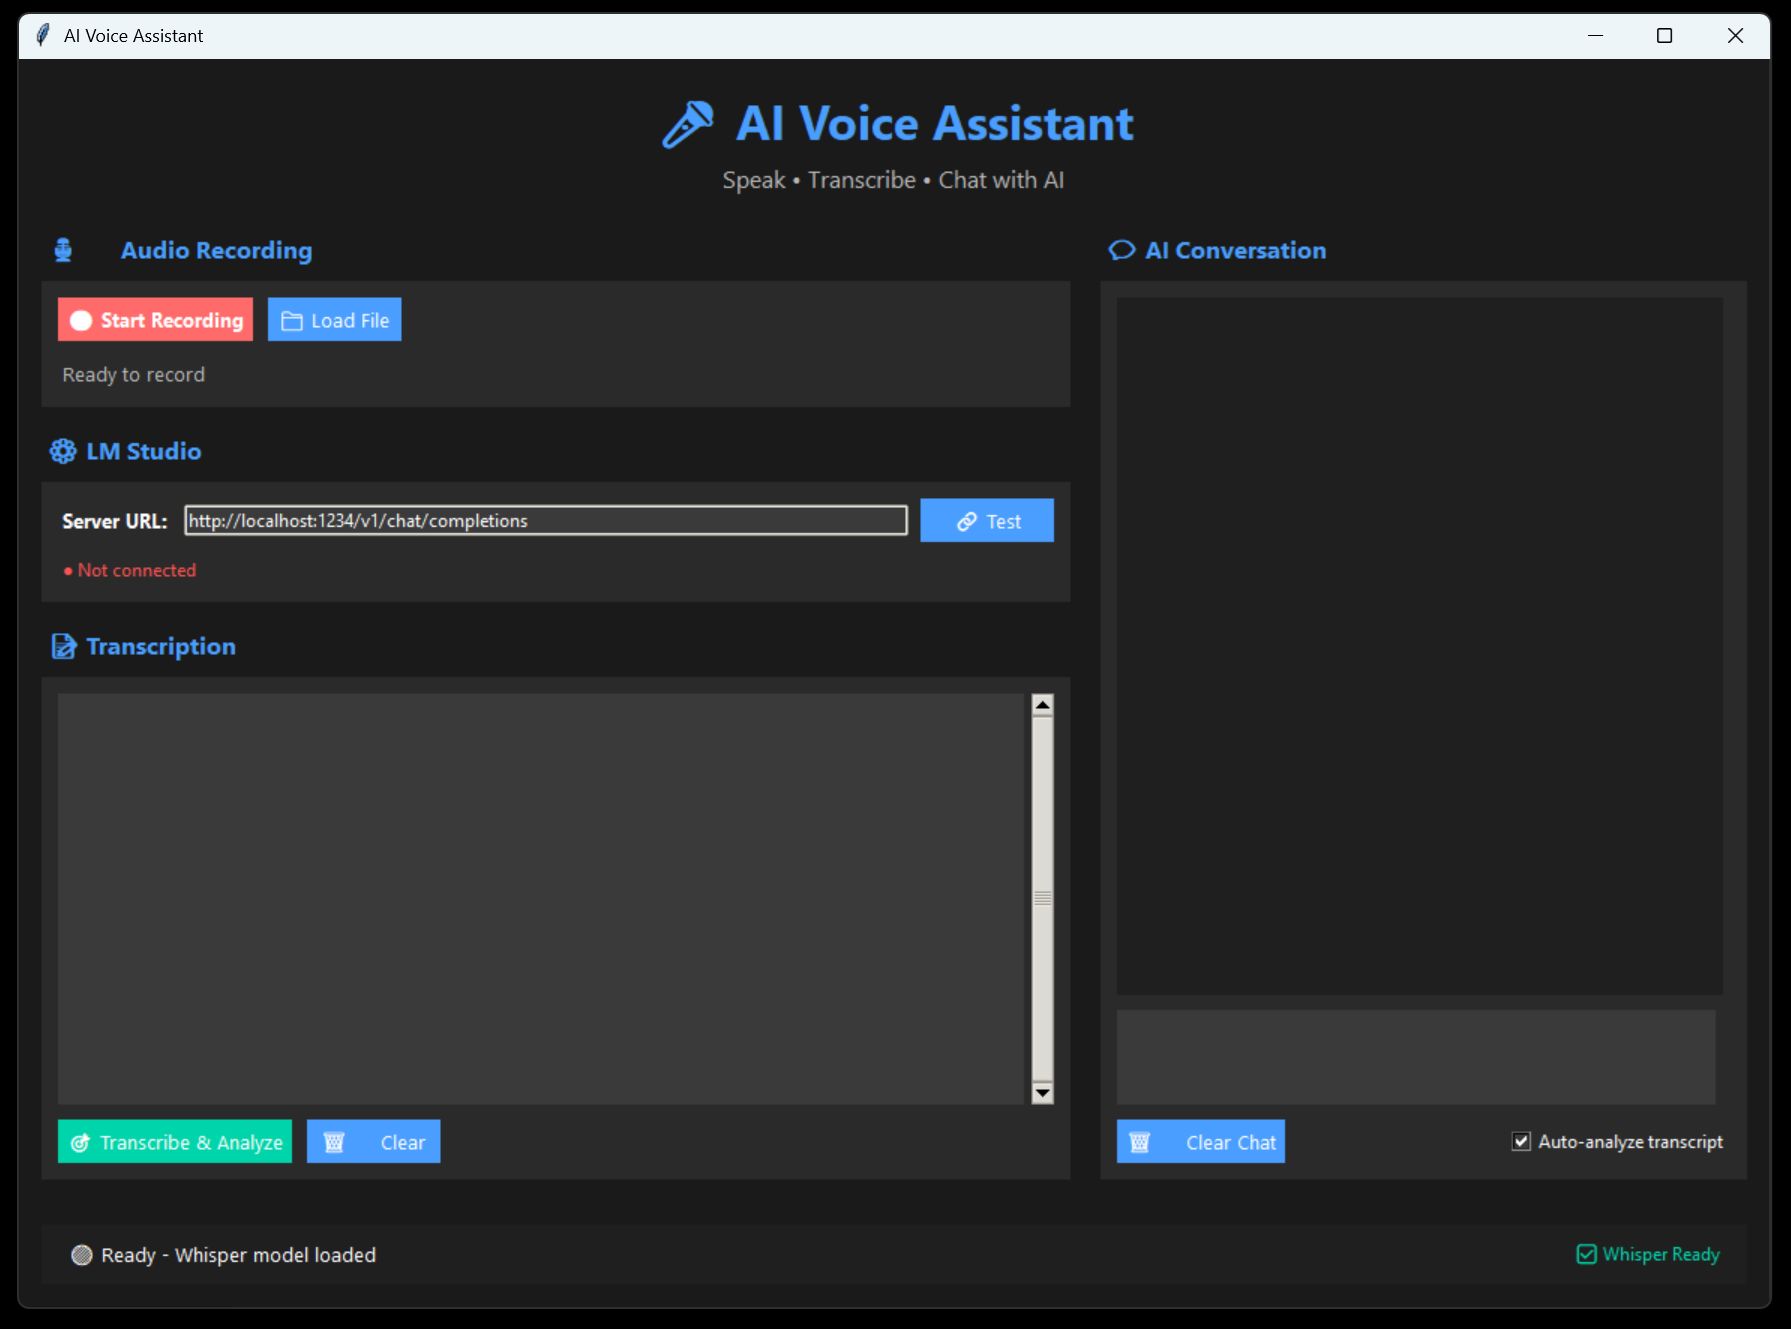 AI Voice Assistant
AI Voice Assistant
Speak • Transcribe • Chat with AI
Audio Recording
Start Recording
Load File
Ready to record
LM Studio
Server URL:
http://localhost:1234/v1/chat/completions
Test
● Not connected
Transcription
Transcribe & Analyze
Clear
AI Conversation
Clear Chat
Auto-analyze transcript
Ready - Whisper model loaded
Whisper Ready